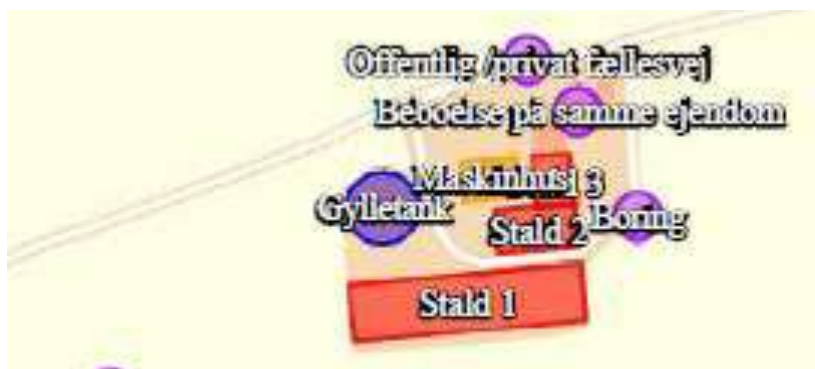 Offentlig /privat fællesvej
Beboelse på samme ejendom
Maskinhus
3
Gylletank
Stald 2
Boring
Stald 1